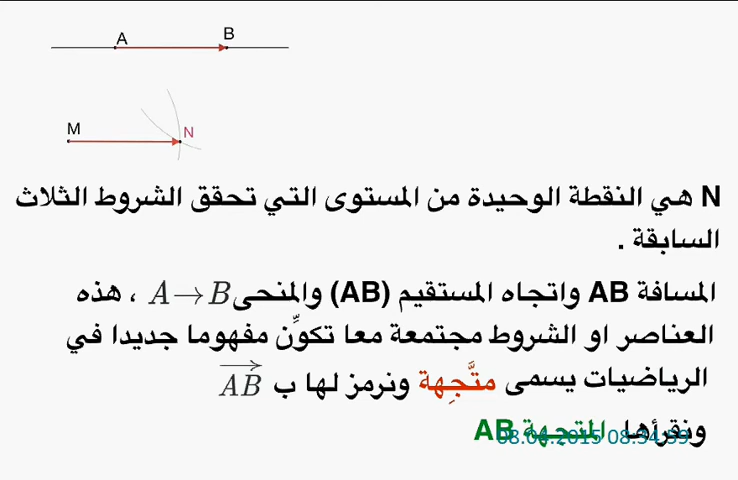 A B
M N
N هي النقطة الوحيدة من المستوى التي تحقق الشروط الثلاث
السابقة .
المسافة AB واتجاه المستقيم (AB) والمنحى A→B ، هذه
العناصر او الشروط مجتمعة معا تكوِّن مفهوما جديدا في
الرياضيات يسمى متَّجِهة ونرمز لها ب \overrightarrow{AB}
ونقرأها المتجهة AB
08.04.2015 08:34:59